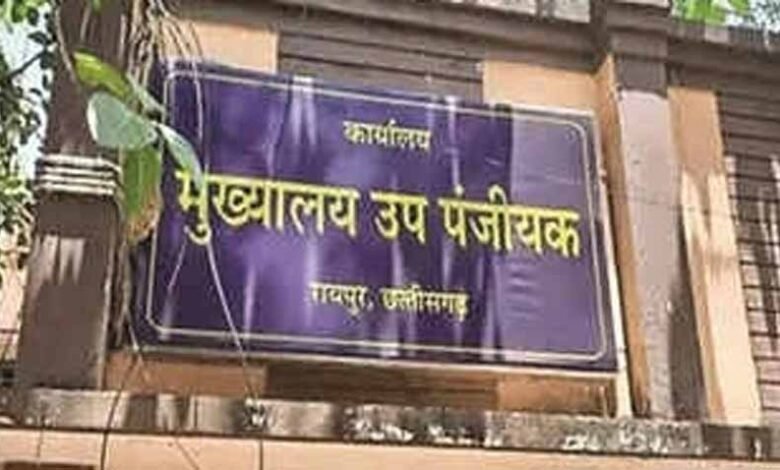 कार्यालय
मुख्यालय उप पंजीयक
रायपुर, छत्तीसगढ़